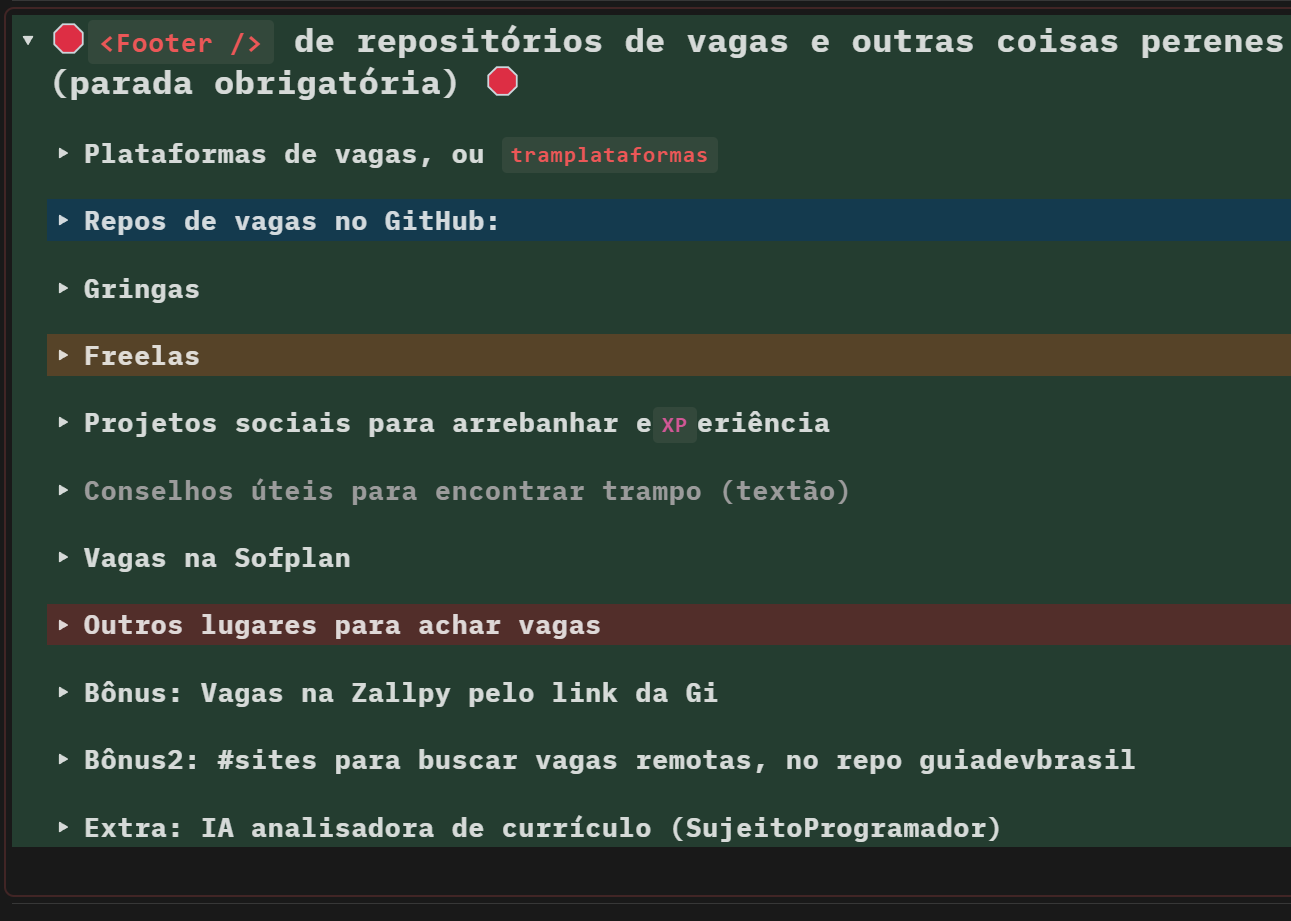 <Footer /> de repositórios de vagas e outras coisas perenes
(parada obrigatória)
Plataformas de vagas, ou tramplataformas
Repos de vagas no GitHub:
Gringas
Freelas
Projetos sociais para arrebanhar eXPeriência
Conselhos úteis para encontrar trampo (textão)
Vagas na Sofplan
Outros lugares para achar vagas
Bônus: Vagas na Zallpy pelo link da Gi
Bônus2: #sites para buscar vagas remotas, no repo guiadevbrasil
Extra: IA analisadora de currículo (SujeitoProgramador)